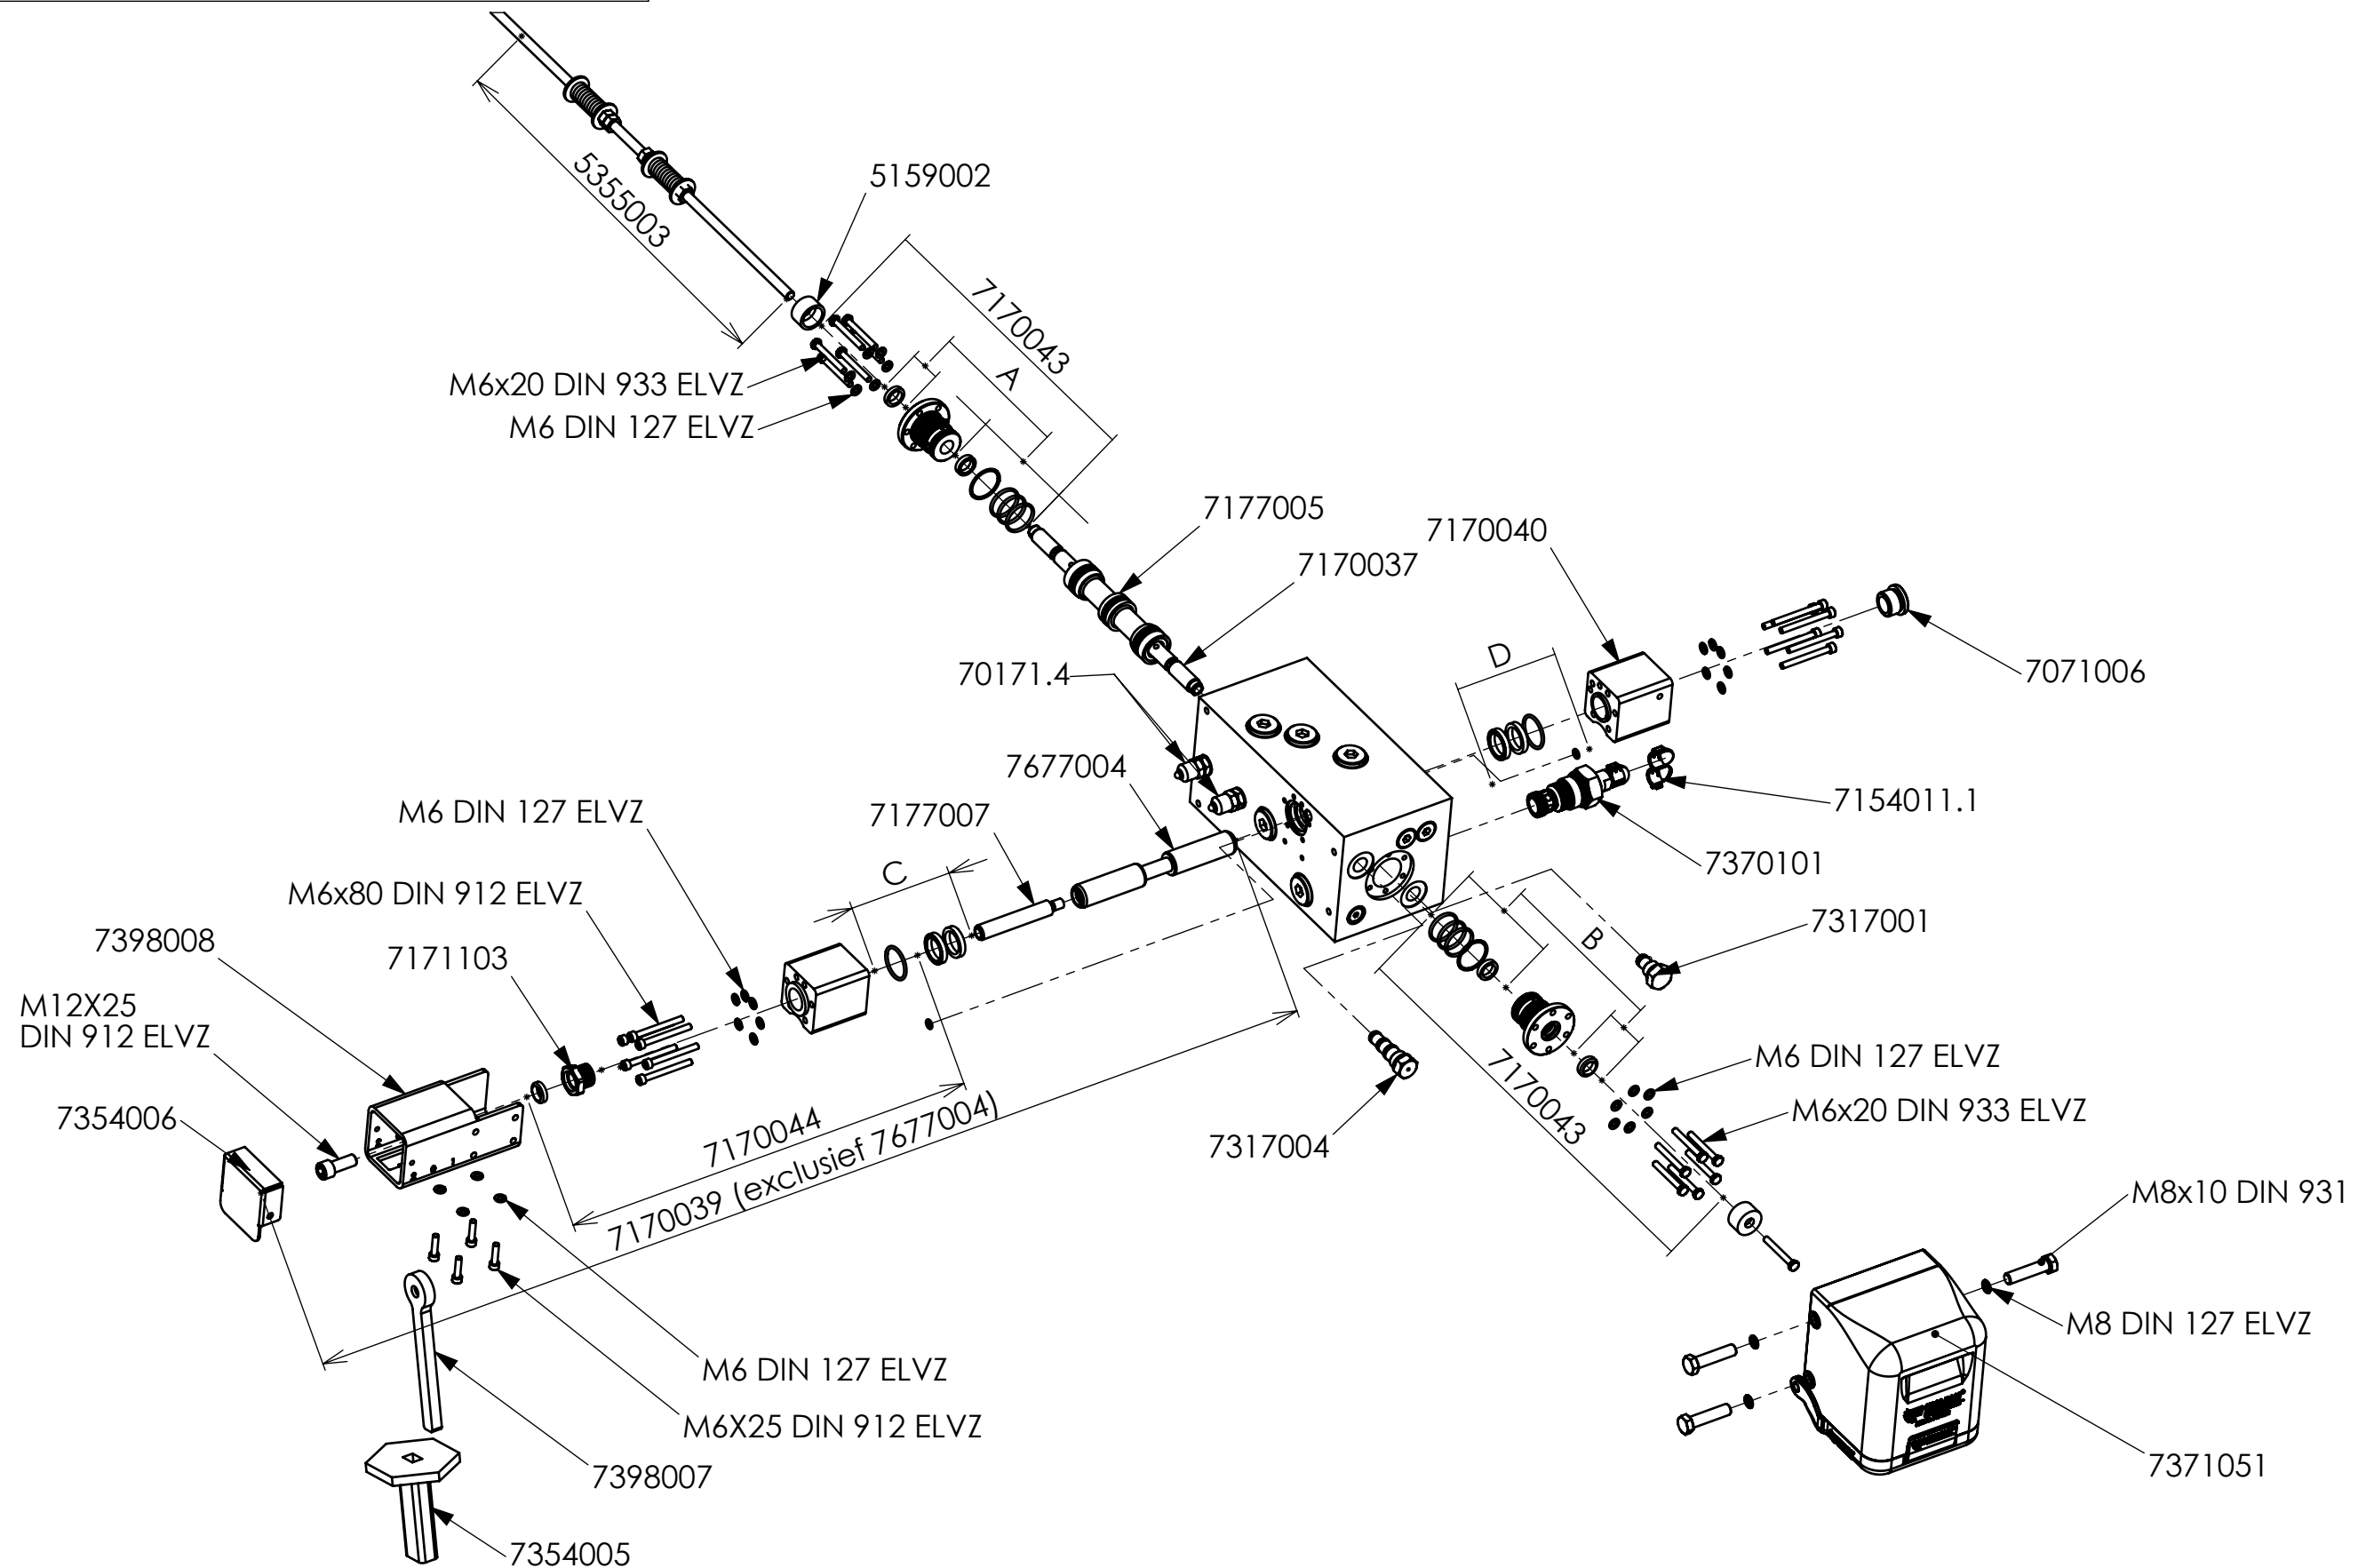 5355003
5159002
7170043
A
M6x20 DIN 933 ELVZ
M6 DIN 127 ELVZ
7177005
7170037
7170040
7071006
D
70171.4
7677004
7177007
7154011.1
7370101
M6 DIN 127 ELVZ
C
M6x80 DIN 912 ELVZ
7398008
7171103
B
7317001
M12X25
DIN 912 ELVZ
7354006
M6 DIN 127 ELVZ
M6x20 DIN 933 ELVZ
7170043
7170044
7170039 (exclusief 7677004)
7317004
M8x10 DIN 931
M8 DIN 127 ELVZ
M6 DIN 127 ELVZ
M6X25 DIN 912 ELVZ
7398007
7371051
7354005